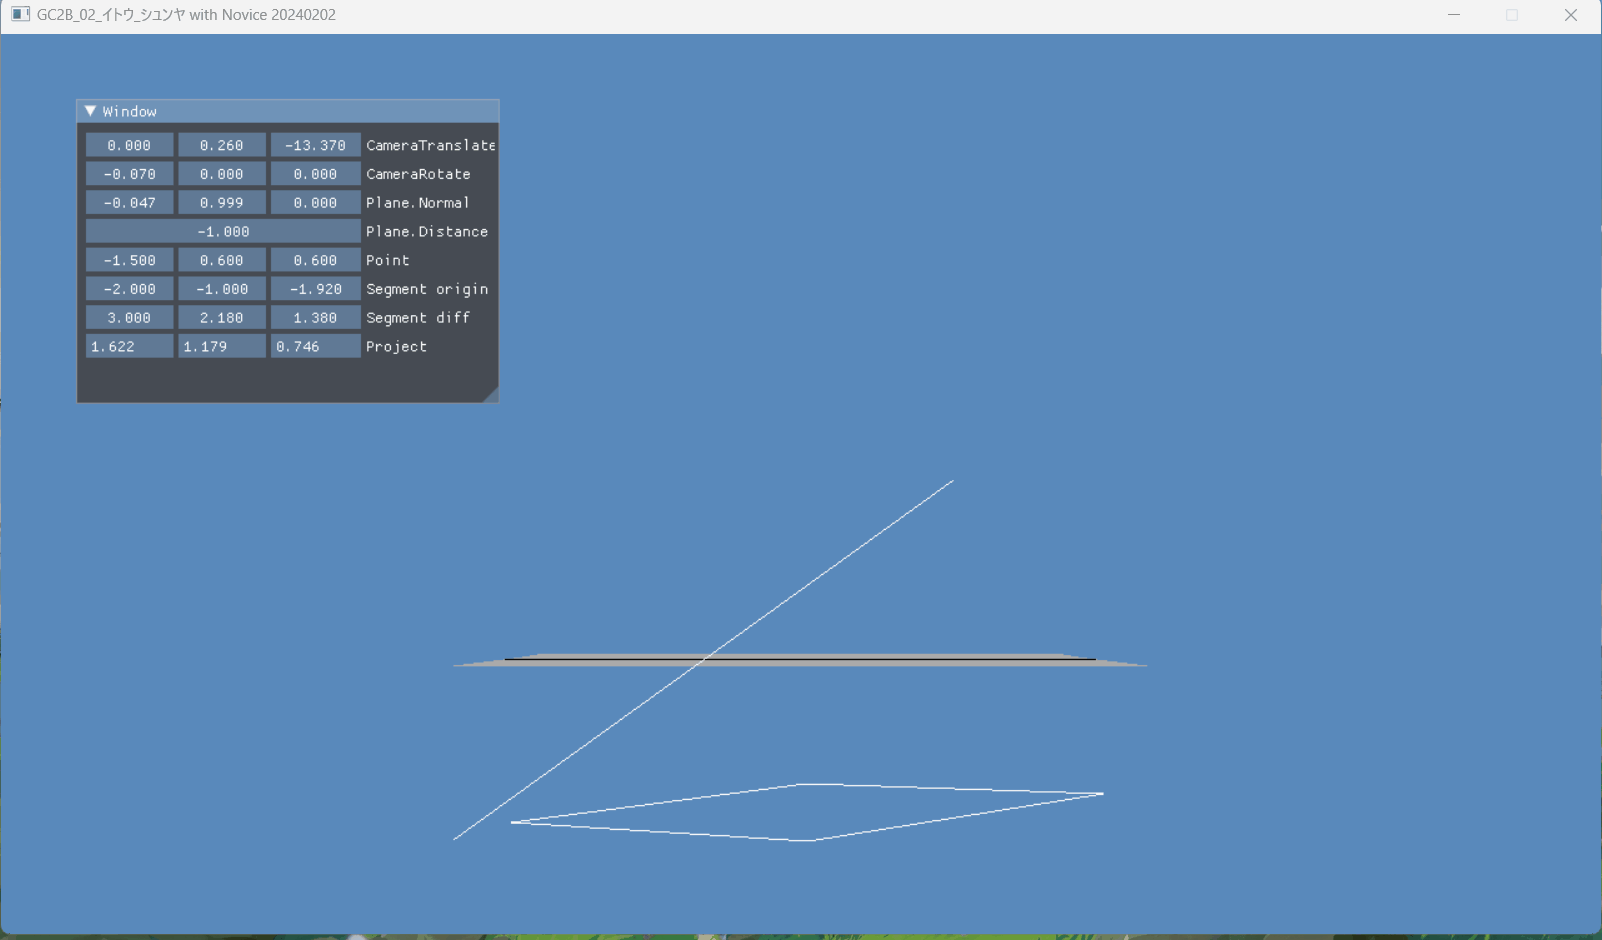 GC2B_02_イトウ_シュンヤ with Novice 20240202
Window
0.000 0.260 -13.370 CameraTranslate
-0.070 0.000 0.000 CameraRotate
-0.047 0.999 0.000 Plane.Normal
-1.000 Plane.Distance
-1.500 0.600 0.600 Point
-2.000 -1.000 -1.920 Segment origin
3.000 2.180 1.380 Segment diff
1.622 1.179 0.746 Project